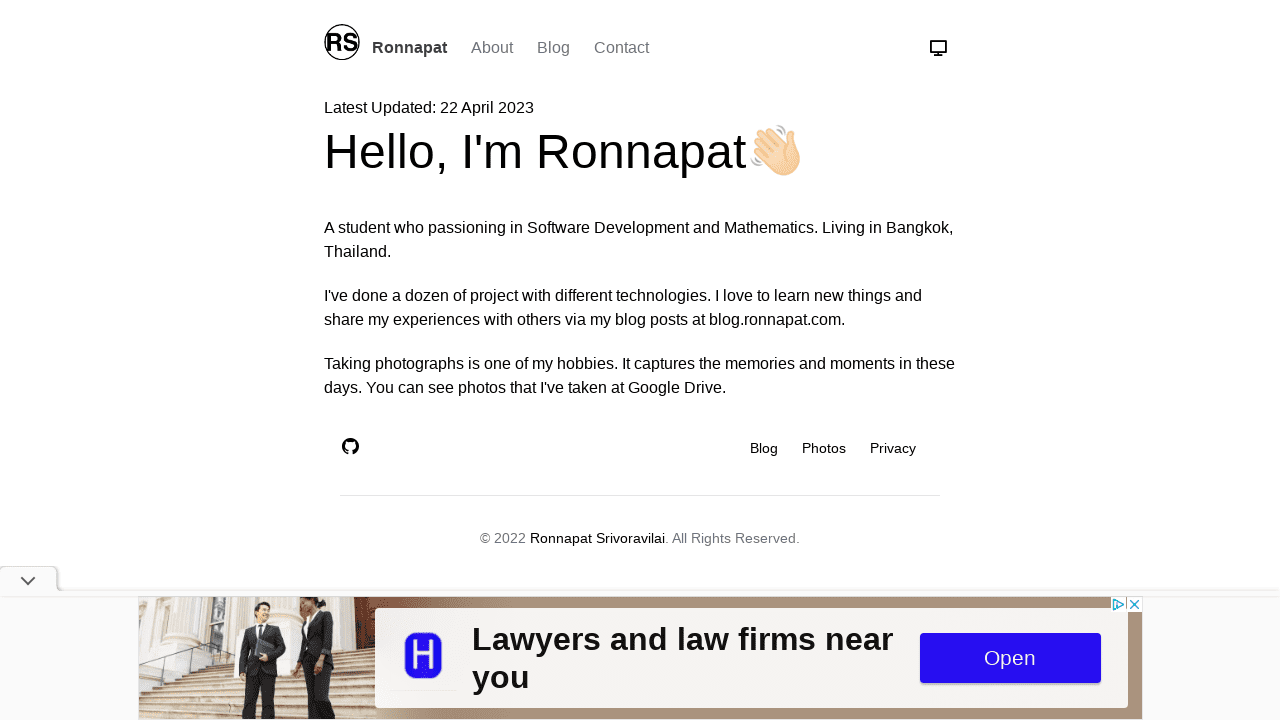 RS Ronnapat About Blog Contact
Latest Updated: 22 April 2023
Hello, I'm Ronnapat👋🏼
A student who passioning in Software Development and Mathematics. Living in Bangkok,
Thailand.
I've done a dozen of project with different technologies. I love to learn new things and
share my experiences with others via my blog posts at blog.ronnapat.com.
Taking photographs is one of my hobbies. It captures the memories and moments in these
days. You can see photos that I've taken at Google Drive.
Blog Photos Privacy
© 2022 Ronnapat Srivoravilai. All Rights Reserved.
H
Lawyers and law firms near
you
Open